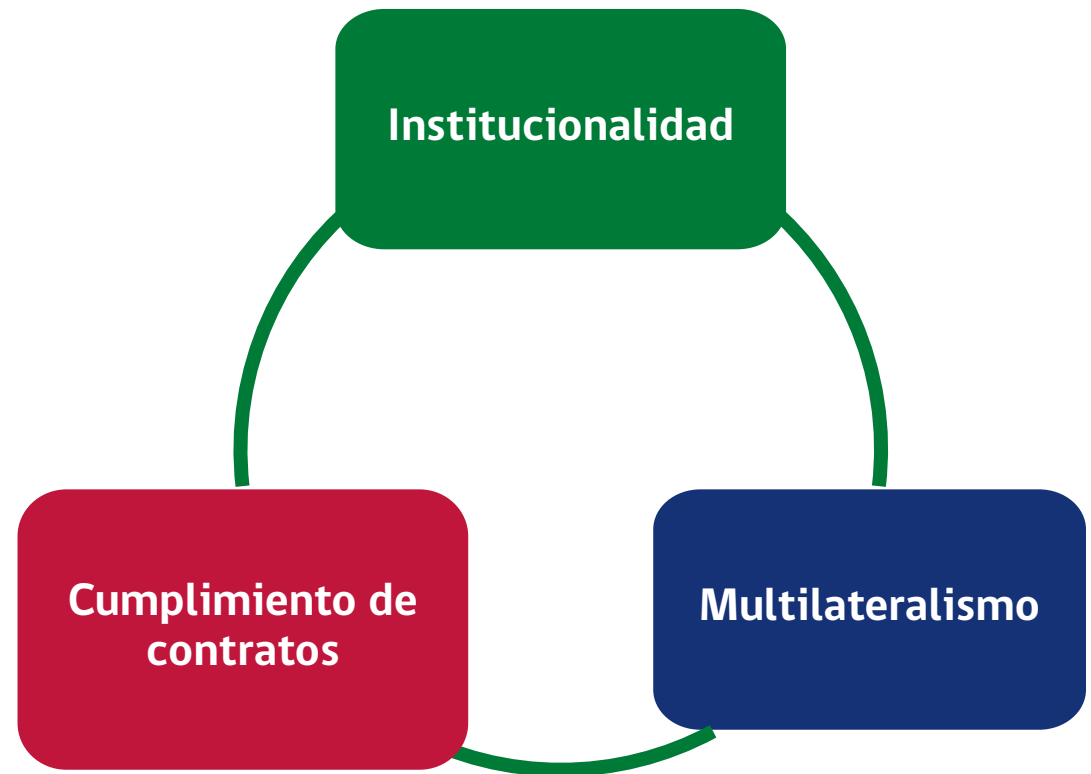 Institucionalidad
Cumplimiento de
contratos
Multilateralismo